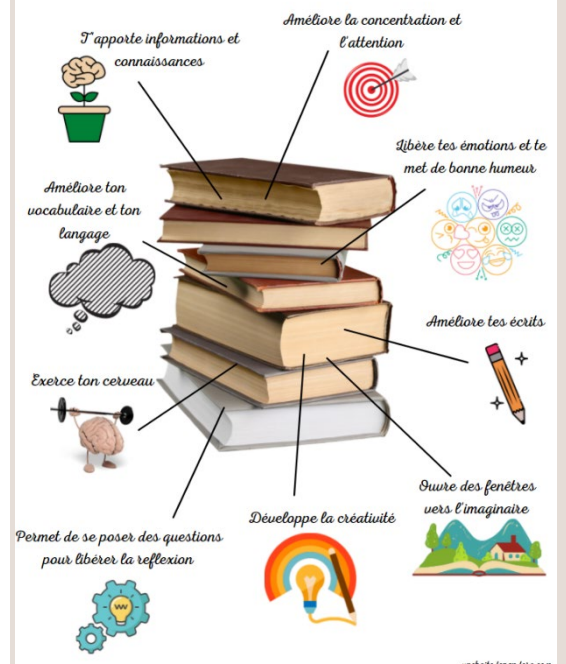 T'apporte informations et
connaissances
Améliore la concentration et
l'attention
Libère tes émotions et te
met de bonne humeur
Améliore ton
vocabulaire et ton
langage
Améliore tes écrits
Exerce ton cerveau
Ouvre des fenêtres
vers l'imaginaire
Développe la créativité
Permet de se poser des questions
pour libérer la reflexion